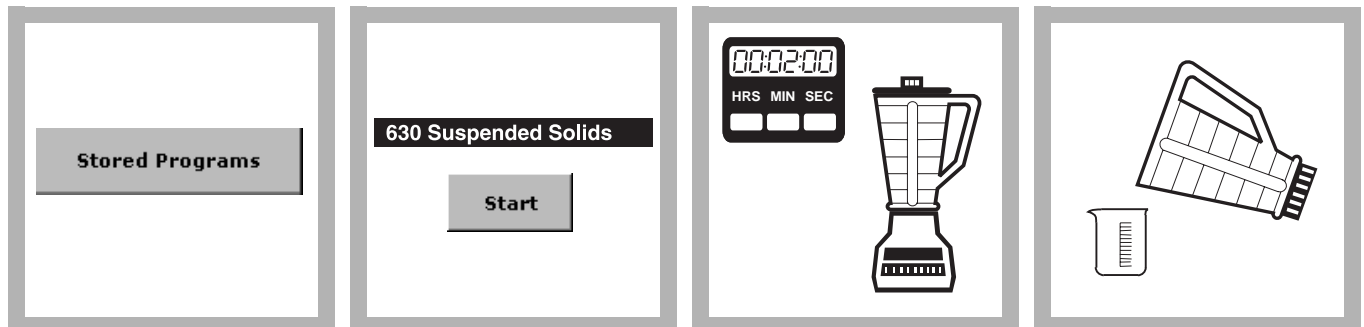 Stored Programs
630 Suspended Solids
Start
00:02:00
HRS MIN SEC